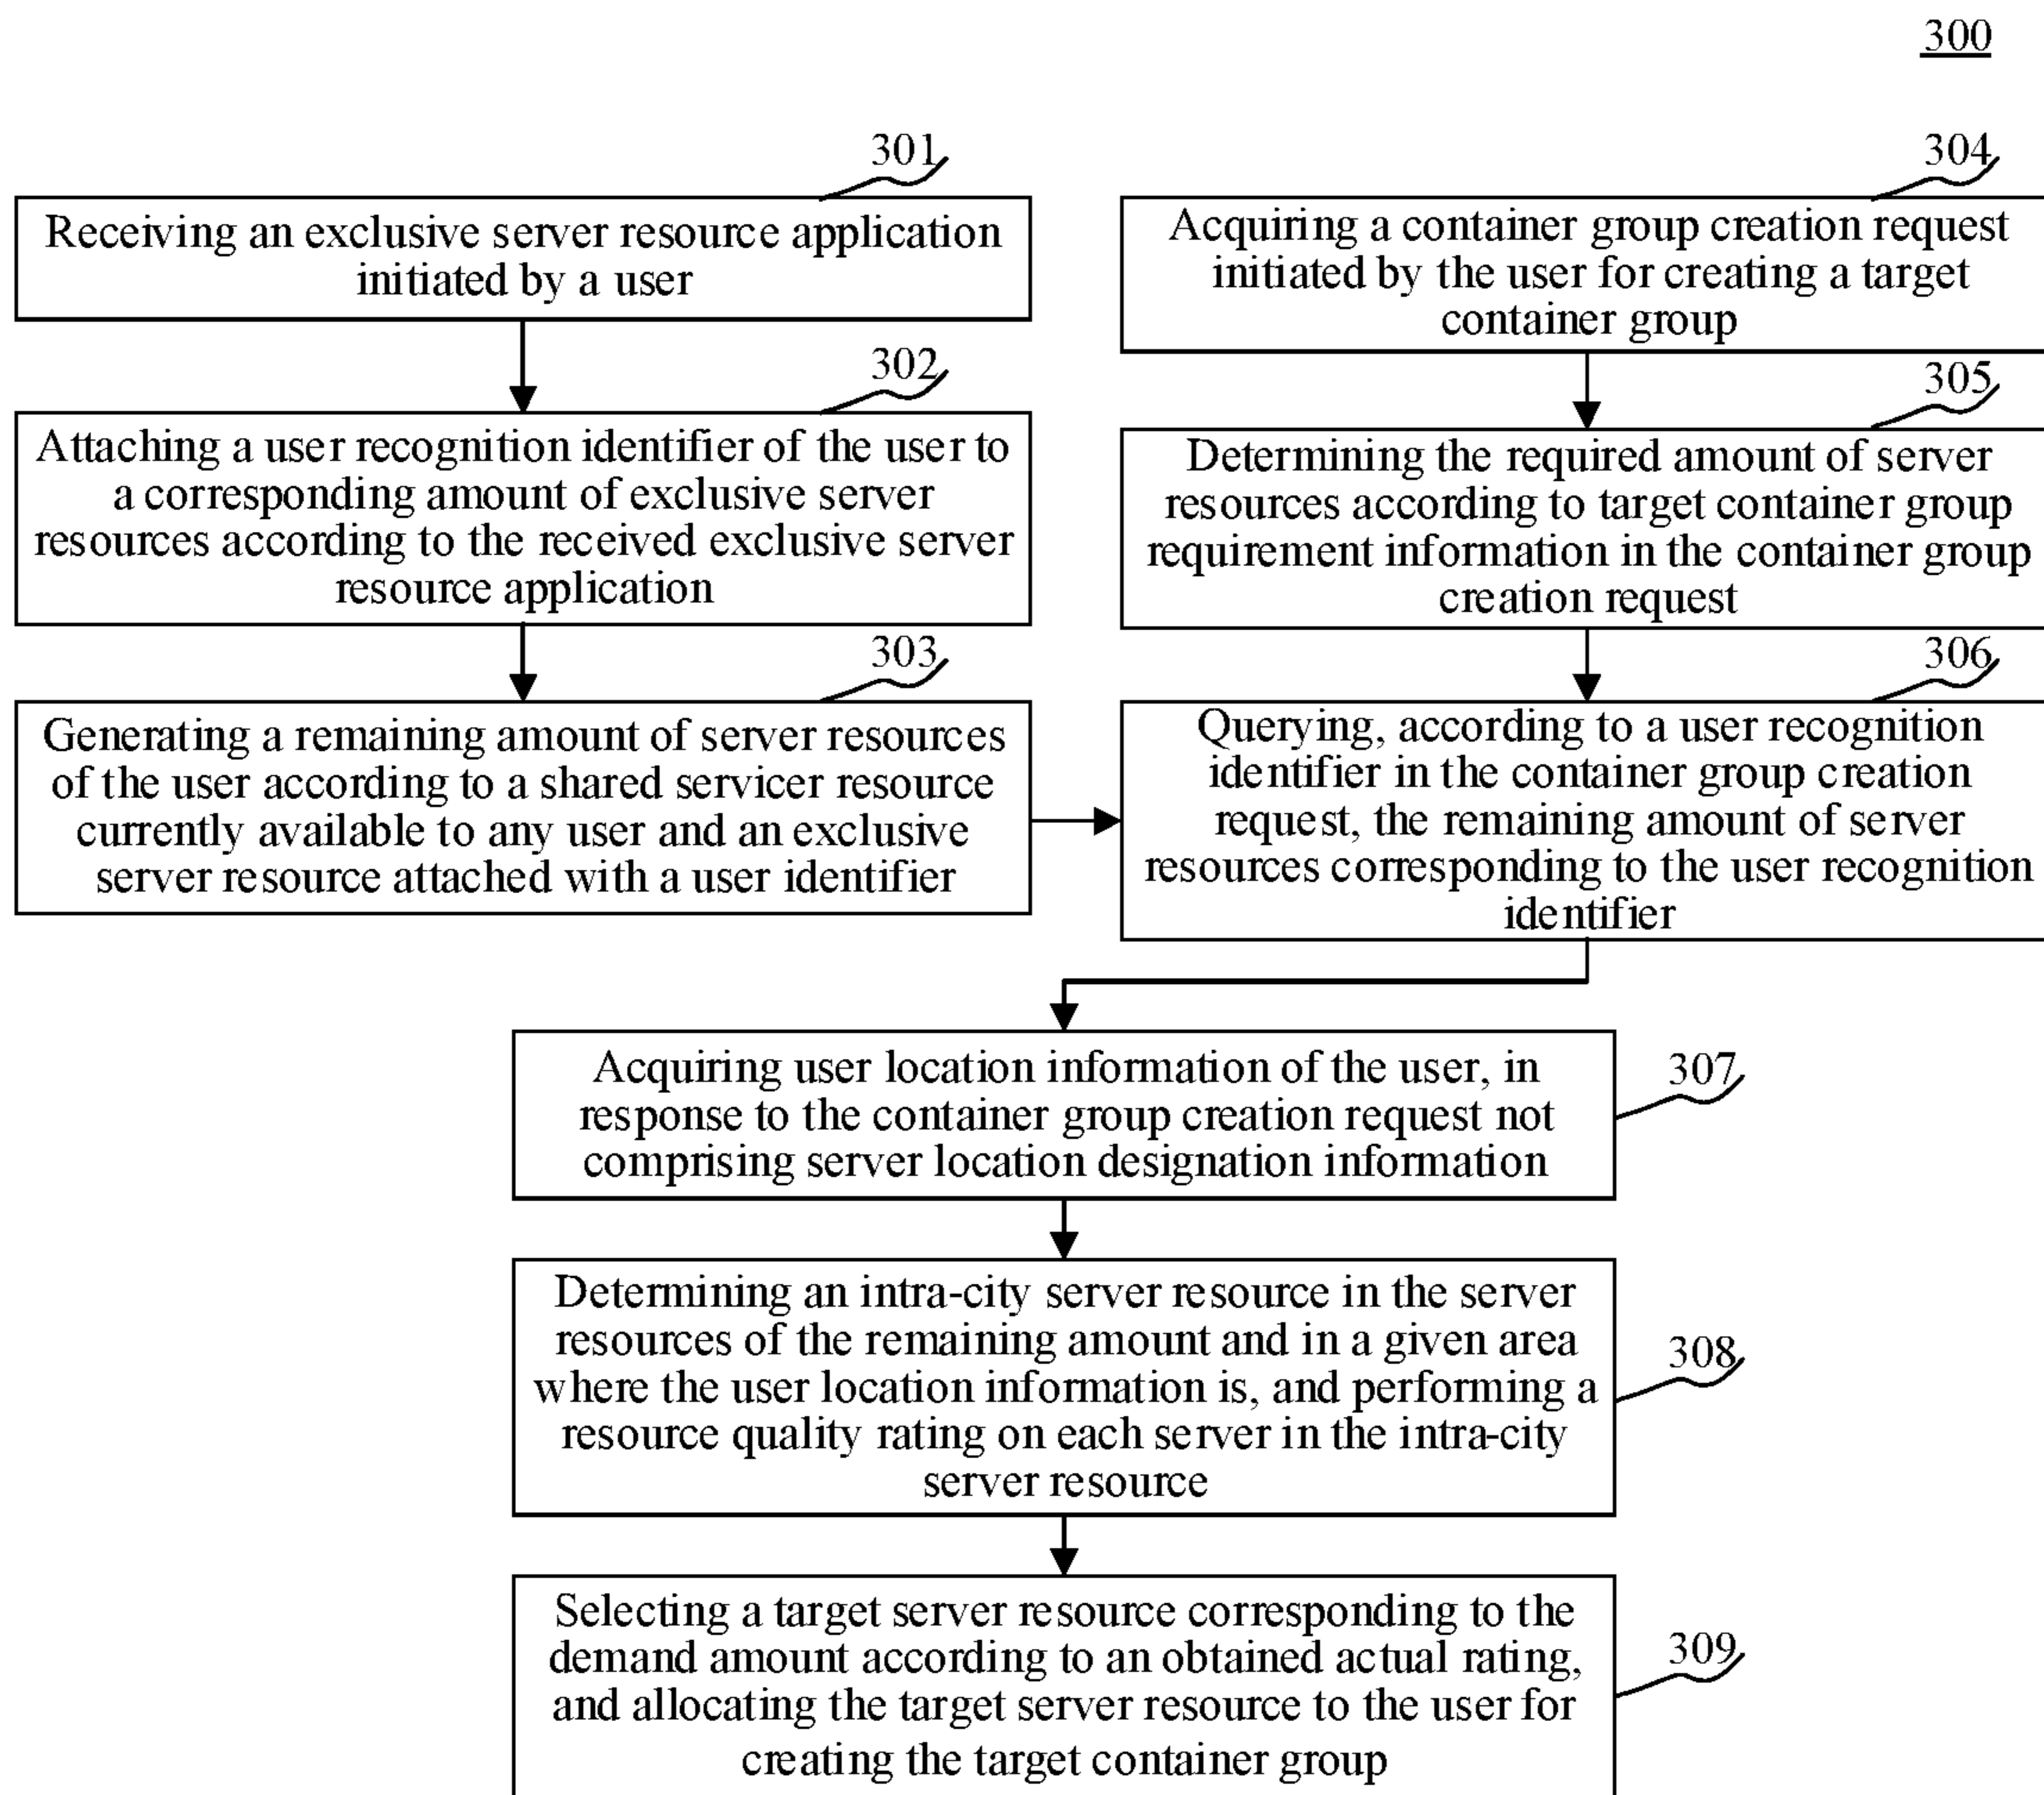 300
301
Receiving an exclusive server resource application
initiated by a user
302
Attaching a user recognition identifier of the user to
a corresponding amount of exclusive server
resources according to the received exclusive server
resource application
303
Generating a remaining amount of server resources
of the user according to a shared servicer resource
currently available to any user and an exclusive
server resource attached with a user identifier
304
Acquiring a container group creation request
initiated by the user for creating a target
container group
305
Determining the required amount of server
resources according to target container group
requirement information in the container group
creation request
306
Querying, according to a user recognition
identifier in the container group creation
request, the remaining amount of server
resources corresponding to the user recognition
identifier
307
Acquiring user location information of the user, in
response to the container group creation request not
comprising server location designation information
308
Determining an intra-city server resource in the server
resources of the remaining amount and in a given area
where the user location information is, and performing a
resource quality rating on each server in the intra-city
server resource
309
Selecting a target server resource corresponding to the
demand amount according to an obtained actual rating,
and allocating the target server resource to the user for
creating the target container group